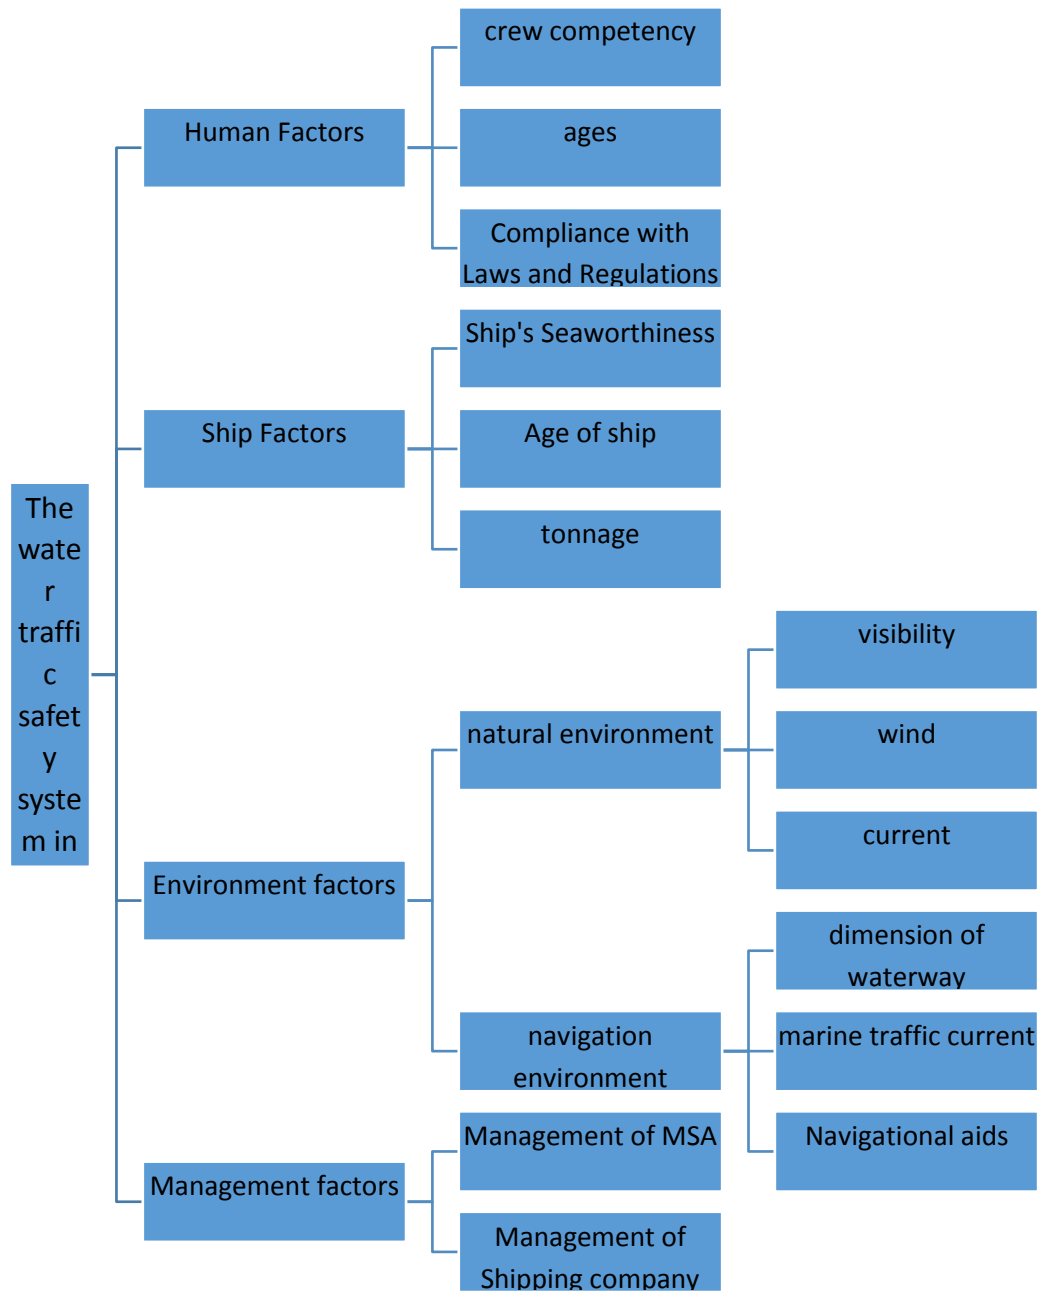 crew competency
Human Factors
ages
Compliance with
Laws and Regulations
Ship's Seaworthiness
Ship Factors
Age of ship
tonnage
The
wate
r
traffi
c
safet
y
syste
m in
visibility
natural environment
wind
current
Environment factors
dimension of
waterway
navigation
environment
marine traffic current
Navigational aids
Management of MSA
Management factors
Management of
Shipping company